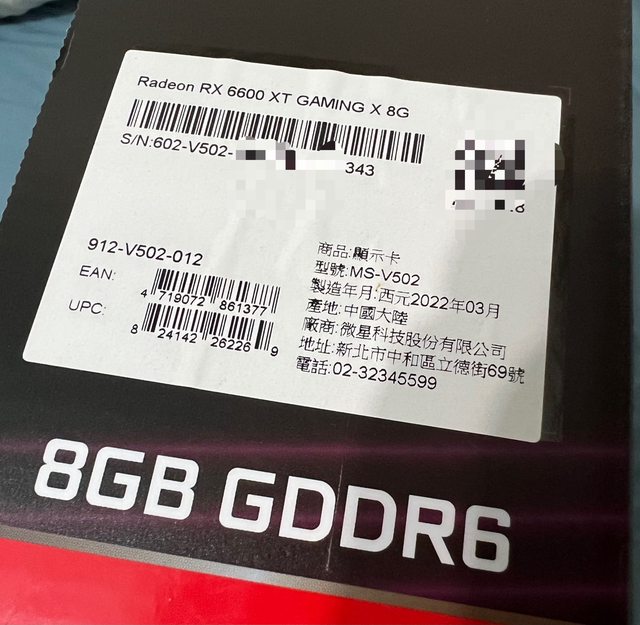 Radeon RX 6600 XT GAMING X 8G
S/N:602-V502-
343
912-V502-012
EAN:
4 719072 861377
UPC:
8 24142 26226 9
商品:顯示卡
型號:MS-V502
製造年月:西元2022年03月
產地:中國大陸
廠商:微星科技股份有限公司
地址:新北市中和區立德街69號
電話:02-32345599
8GB GDDR6